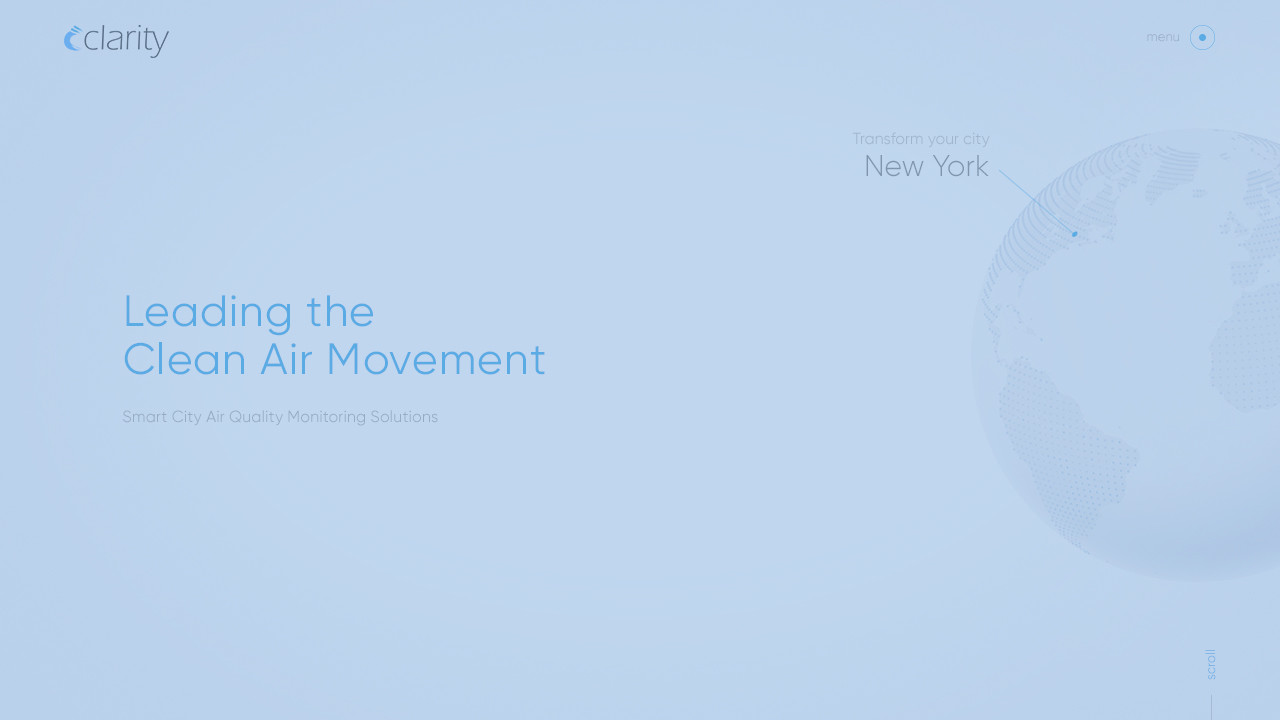 clarity
menu
Transform your city
New York
Leading the
Clean Air Movement
Smart City Air Quality Monitoring Solutions
scroll